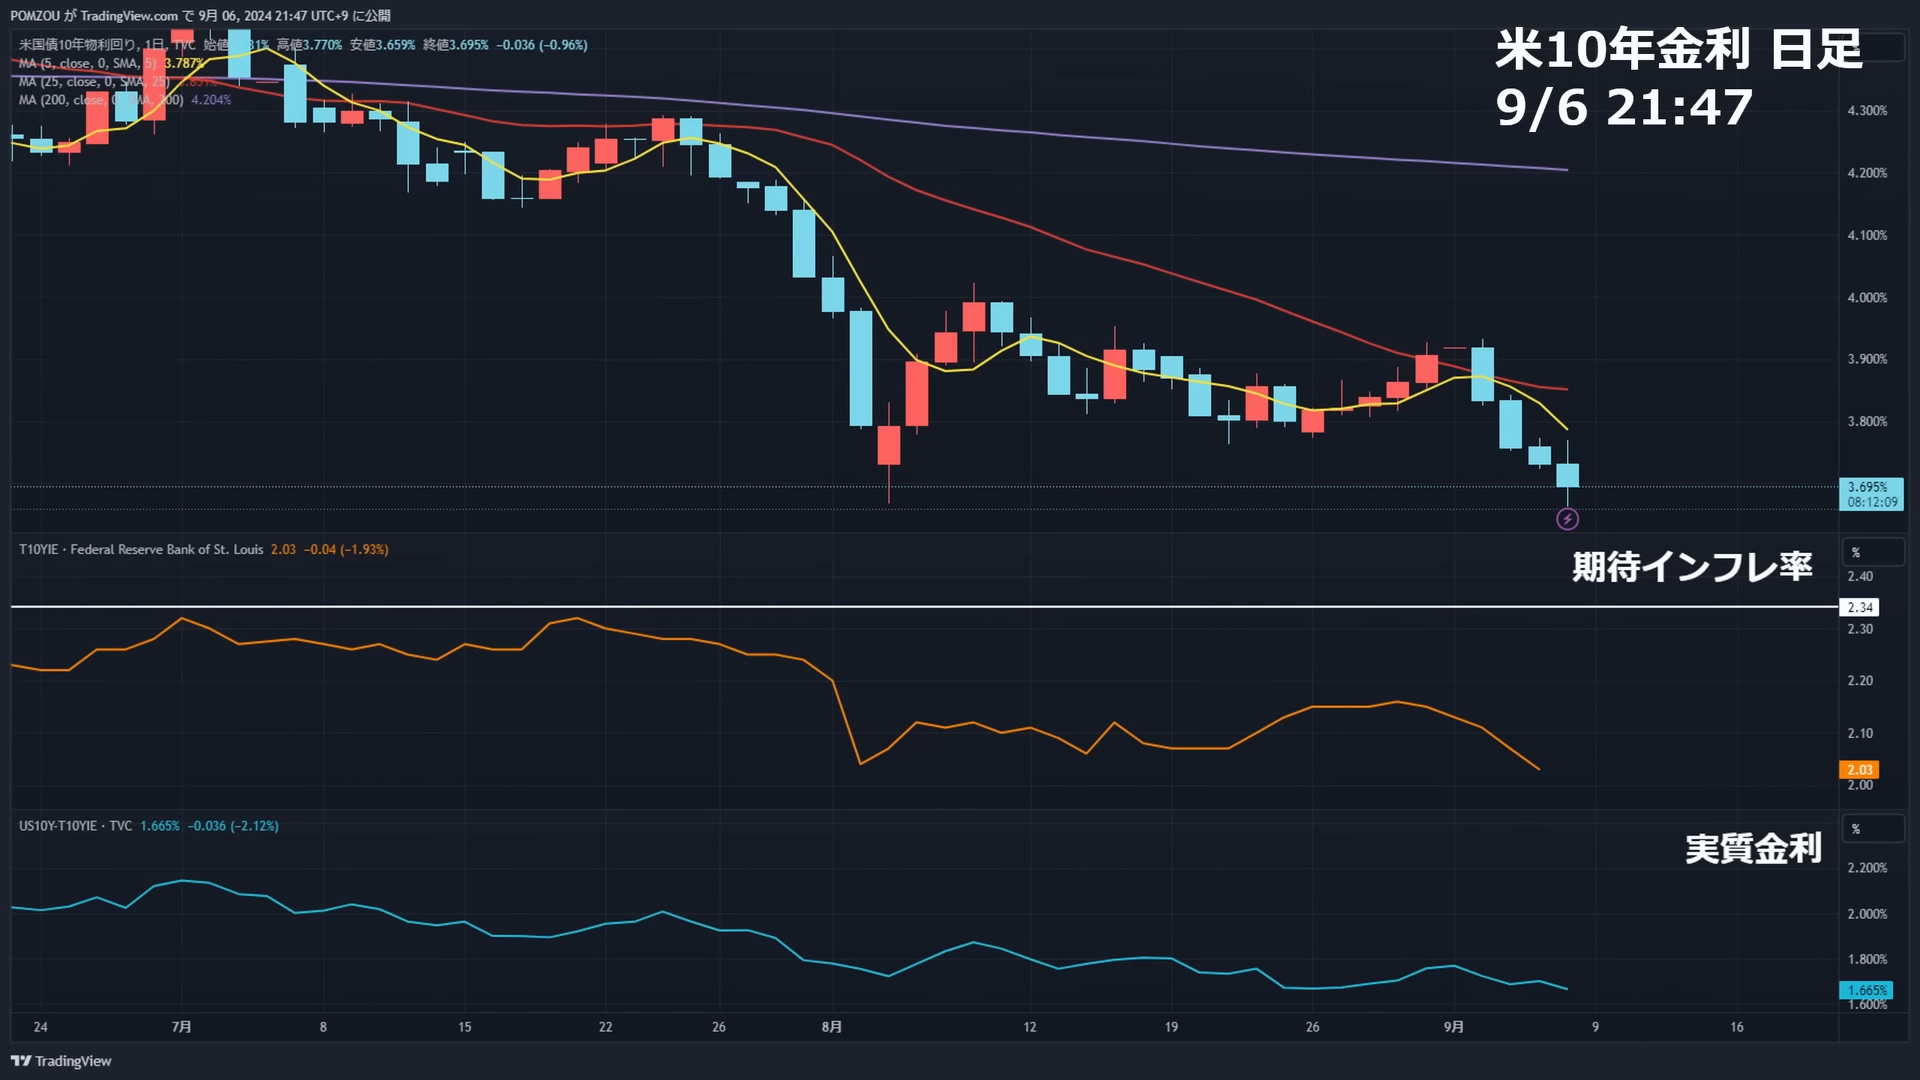 POMZOU が TradingView.com で 9月 06, 2024 21:47 UTC+9 に公開
米10年金利 日足
9/6 21:47
米国債10年物利回り, 1日, TVC 始値 31% 高値3.770% 安値3.659% 終値3.695% −0.036 (−0.96%)
MA (5, close, 0, SMA, 5) 3.787%
MA (25, close, 0, SMA, 25)
MA (200, close, 0, SMA, 200) 4.204%
4.300%
4.200%
4.100%
4.000%
3.900%
3.800%
3.695%
08:12:09
T10YIE · Federal Reserve Bank of St. Louis 2.03 −0.04 (−1.93%)
期待インフレ率
%
2.40
2.34
2.30
2.20
2.10
2.03
2.00
US10Y-T10YIE · TVC 1.665% −0.036 (−2.12%)
実質金利
%
2.200%
2.000%
1.800%
1.665%
1.600%
24 7月 8 15 22 26 8月 12 19 26 9月 9 16
TradingView